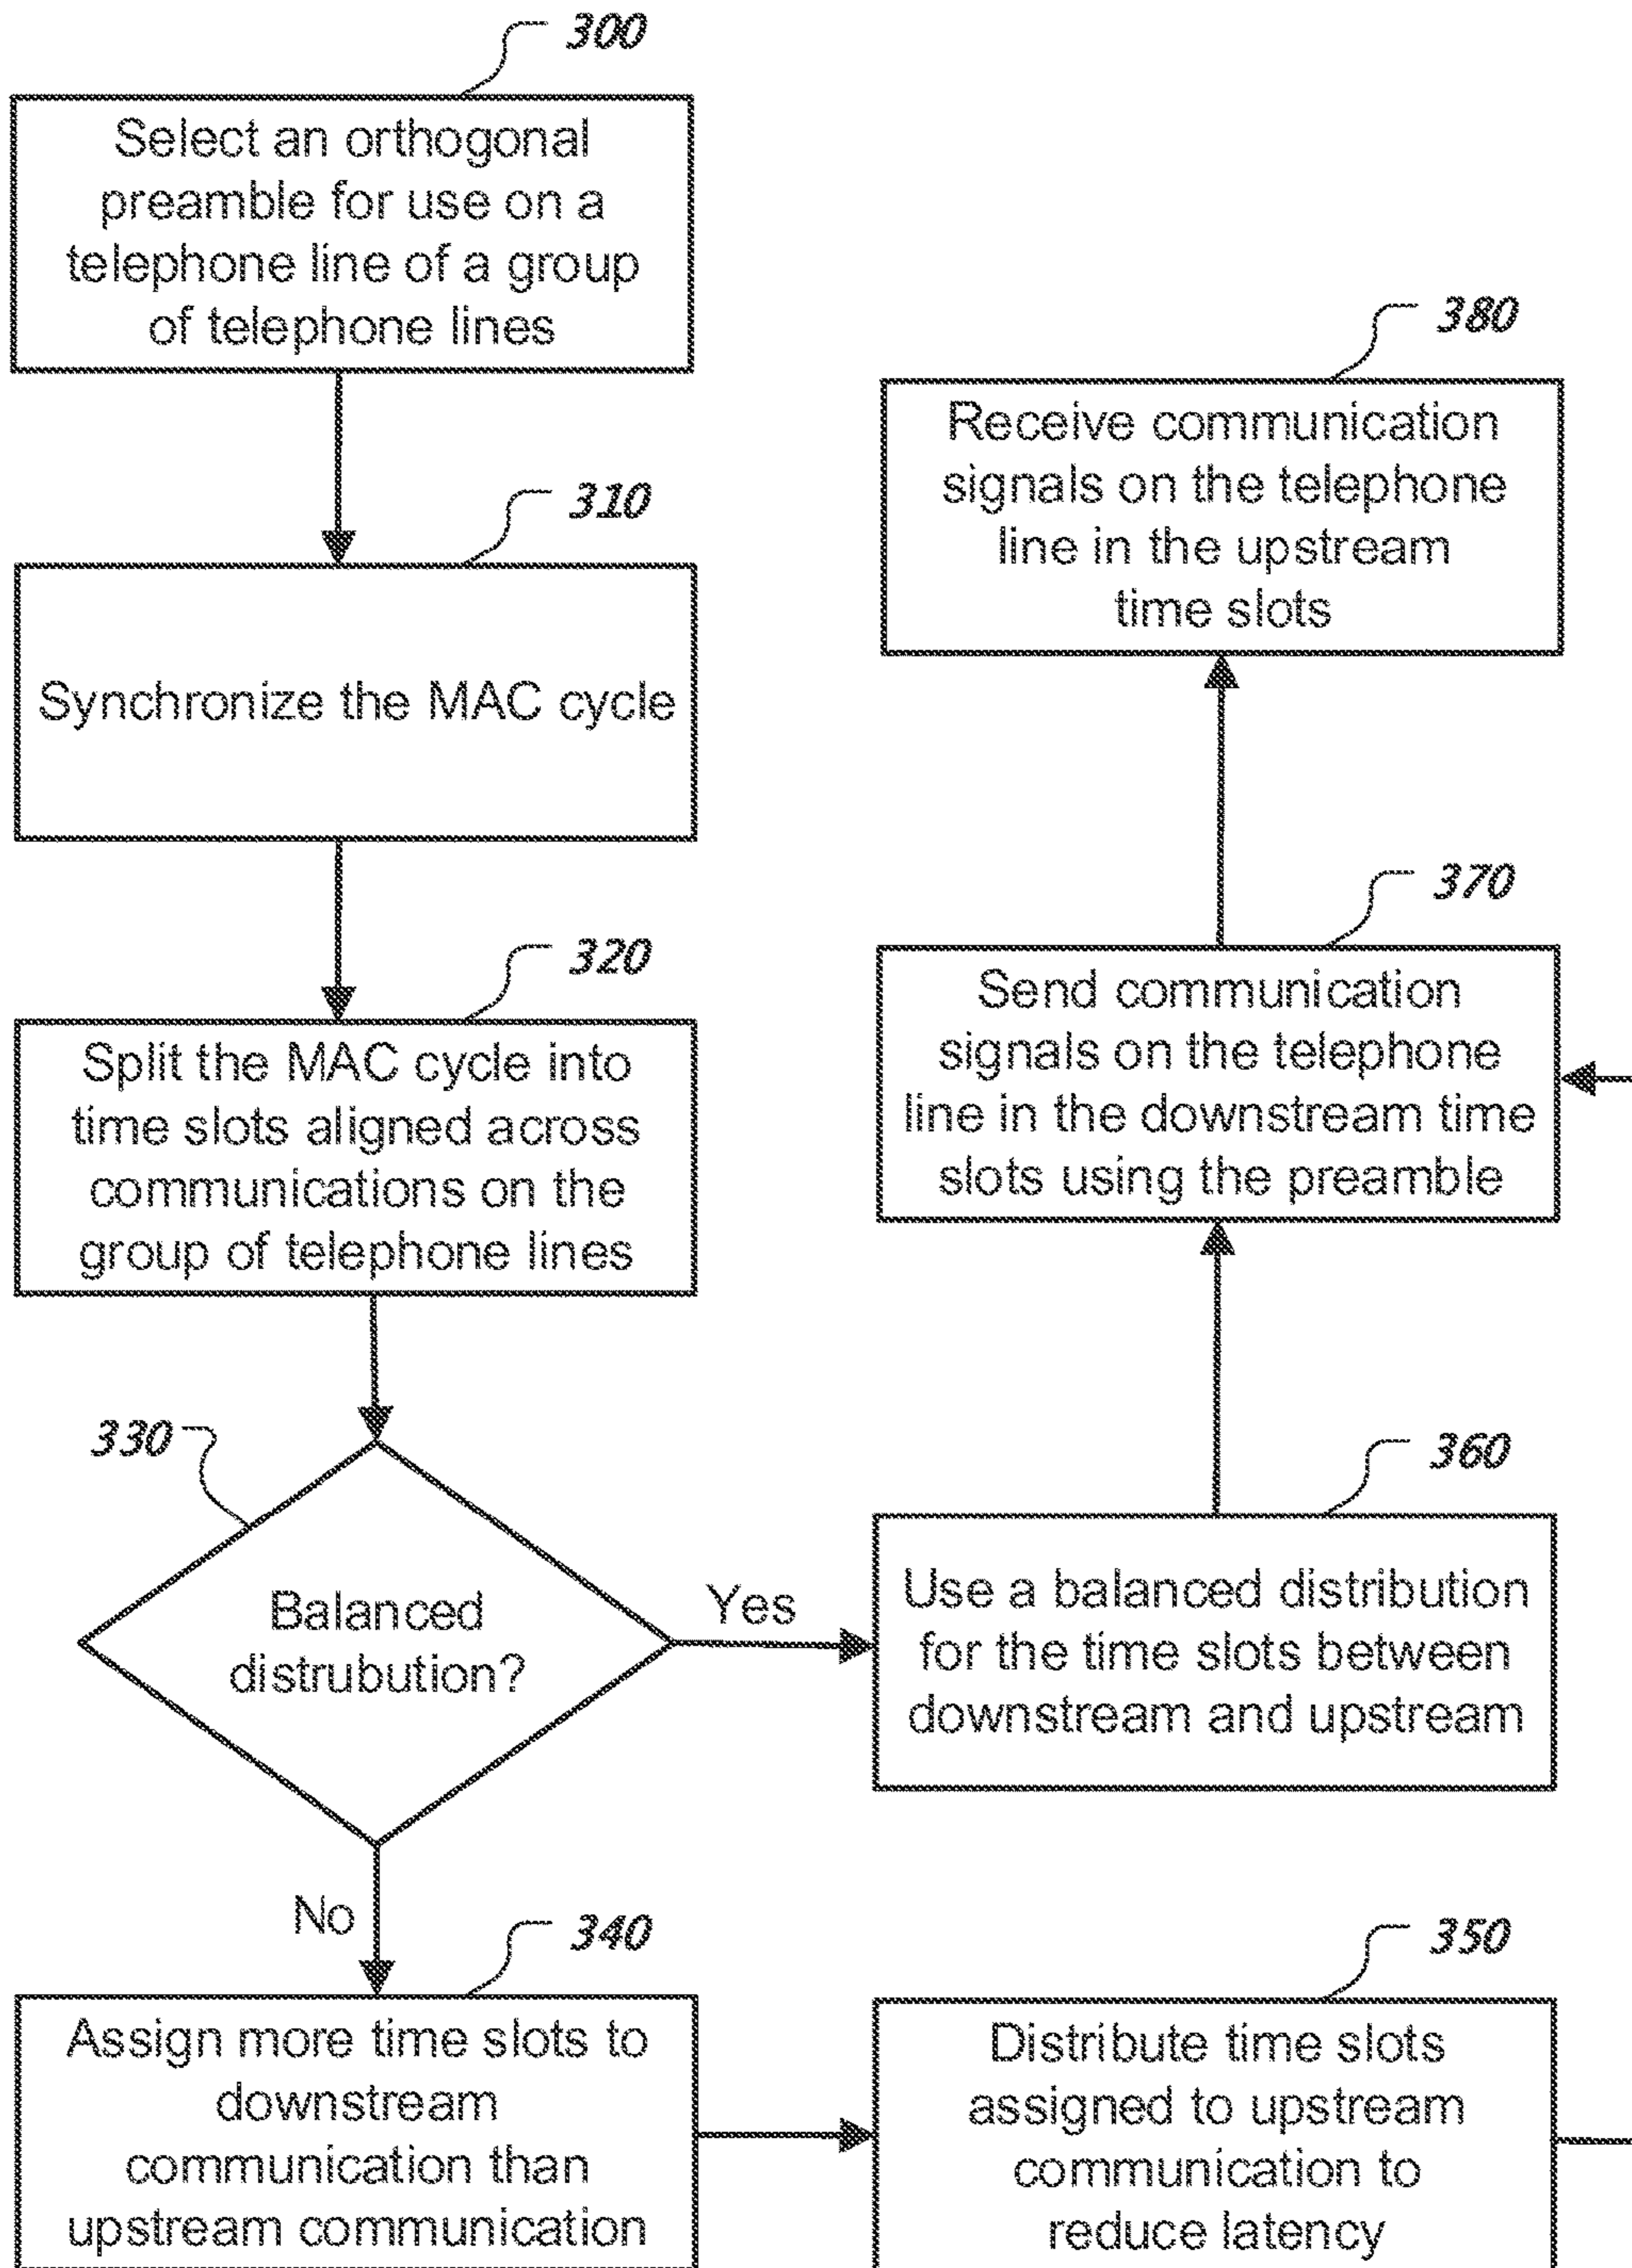 300
Select an orthogonal
preamble for use on a
telephone line of a group
of telephone lines
310
Synchronize the MAC cycle
320
Split the MAC cycle into
time slots aligned across
communications on the
group of telephone lines
330
Balanced
distrubution?
Yes
No
340
Assign more time slots to
downstream
communication than
upstream communication
350
Distribute time slots
assigned to upstream
communication to
reduce latency
360
Use a balanced distribution
for the time slots between
downstream and upstream
370
Send communication
signals on the telephone
line in the downstream time
slots using the preamble
380
Receive communication
signals on the telephone
line in the upstream
time slots